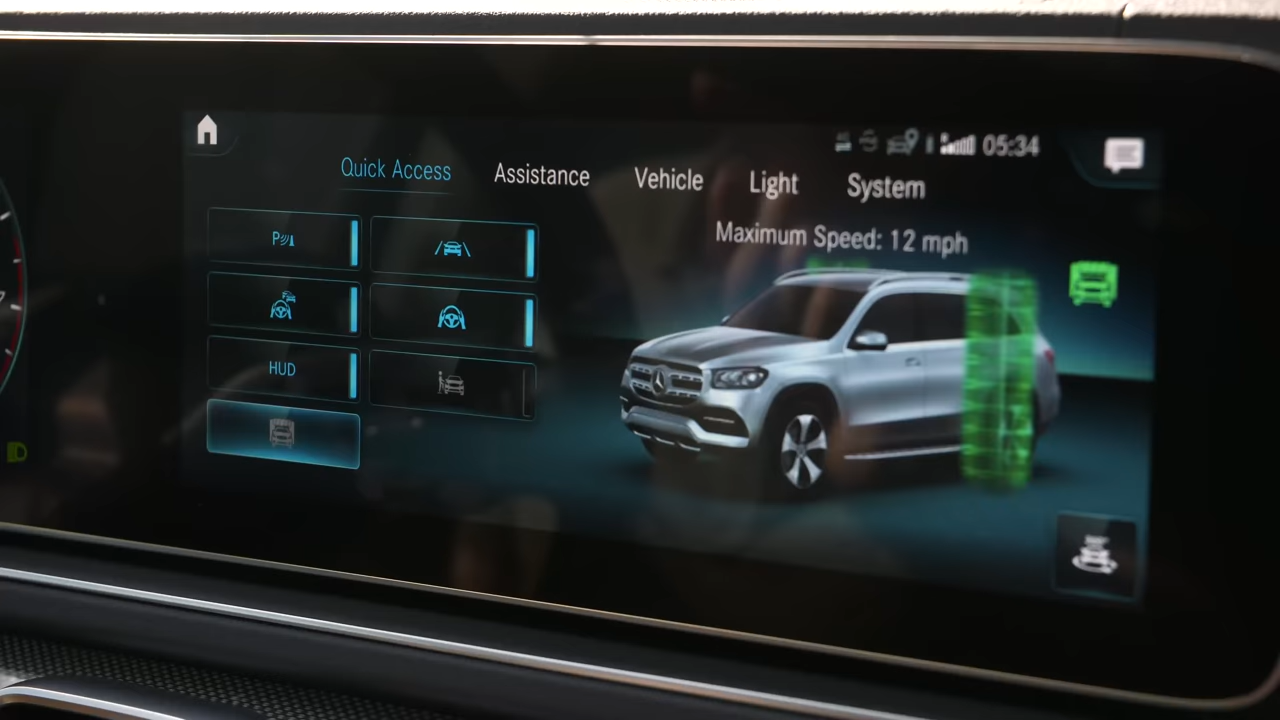 05:34
Quick Access Assistance Vehicle Light System
Maximum Speed: 12 mph
P
HUD